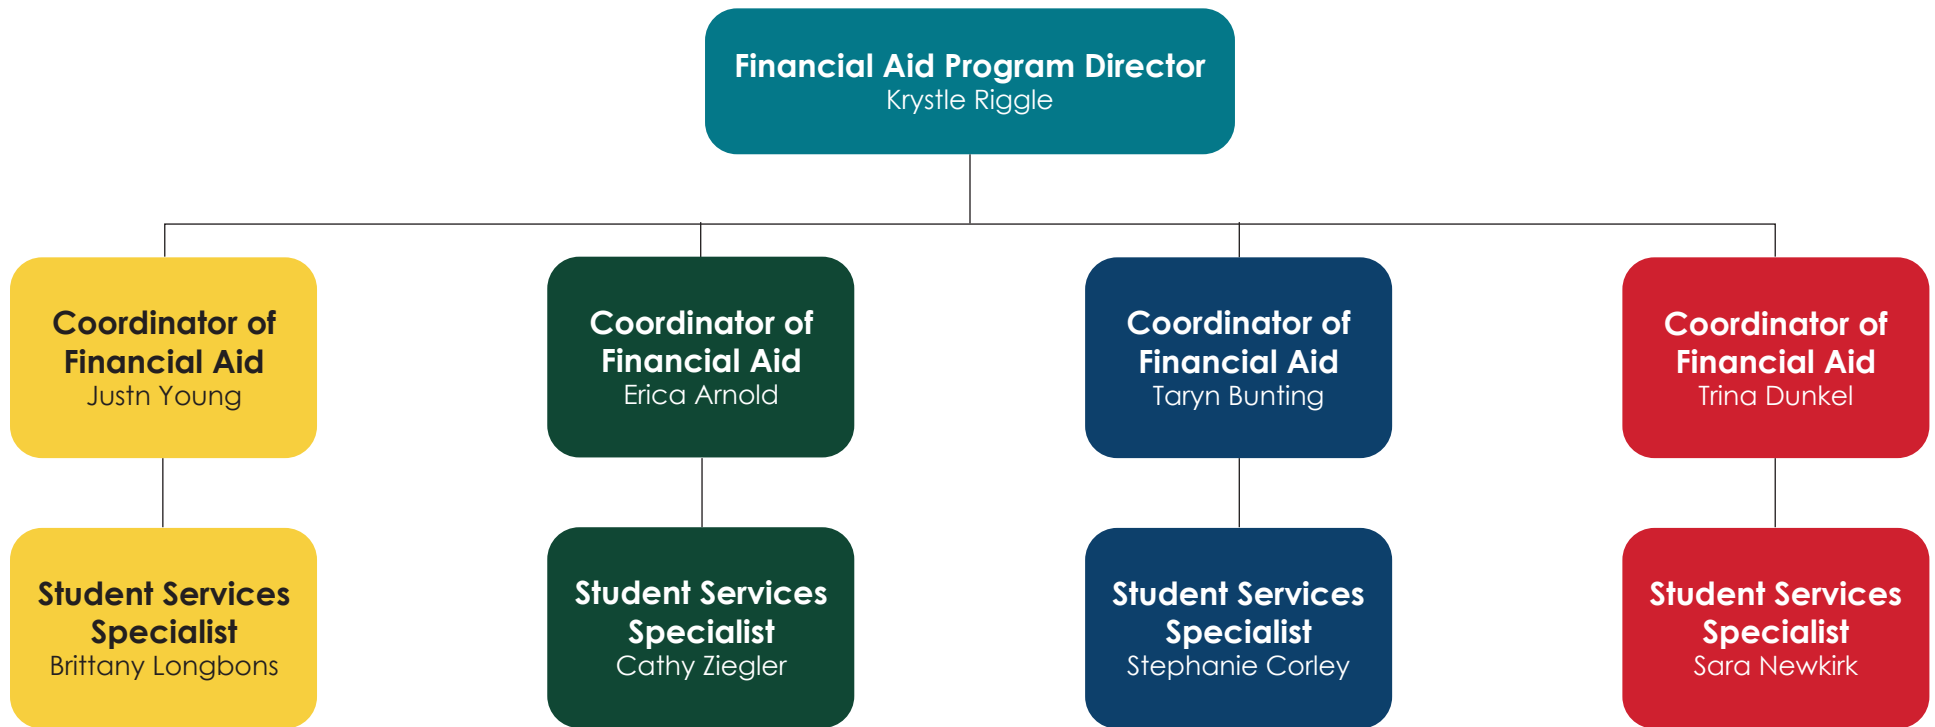 Financial Aid Program Director
Krystle Riggle
Coordinator of
Financial Aid
Justn Young
Coordinator of
Financial Aid
Erica Arnold
Coordinator of
Financial Aid
Taryn Bunting
Coordinator of
Financial Aid
Trina Dunkel
Student Services
Specialist
Brittany Longbons
Student Services
Specialist
Cathy Ziegler
Student Services
Specialist
Stephanie Corley
Student Services
Specialist
Sara Newkirk